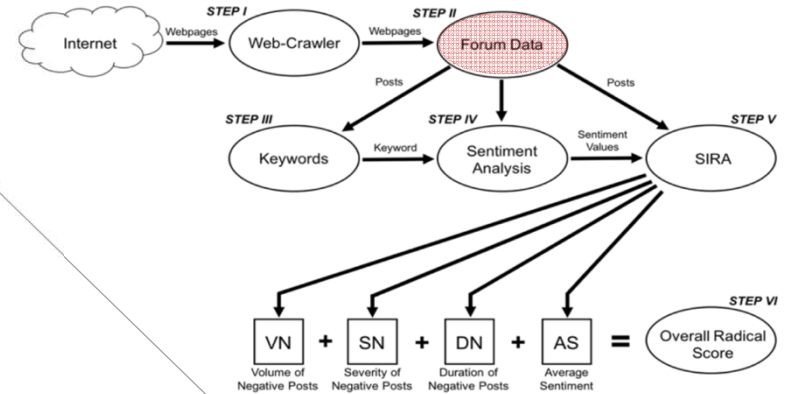 STEP I
STEP II
Internet
Webpages
Web-Crawler
Webpages
Forum Data
Posts
Posts
STEP III
STEP IV
STEP V
Keywords
Keyword
Sentiment
Analysis
Sentiment
Values
SIRA
STEP VI
VN
+
SN
+
DN
+
AS
=
Overall Radical
Score
Volume of
Negative Posts
Severity of
Negative Posts
Duration of
Negative Posts
Average
Sentiment